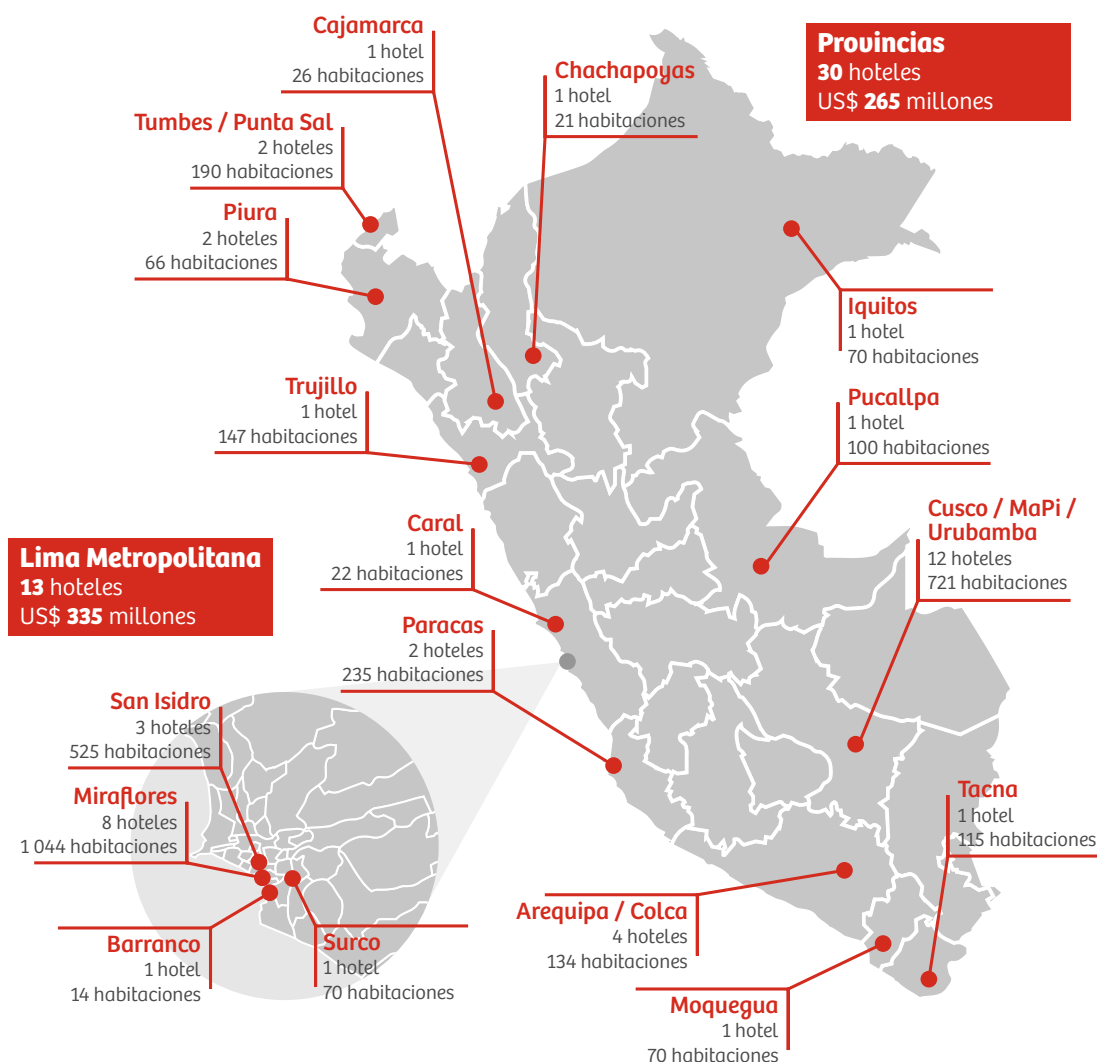 Cajamarca
1 hotel
26 habitaciones
Provincias
30 hoteles
US$ 265 millones
Chachapoyas
1 hotel
21 habitaciones
Tumbes / Punta Sal
2 hoteles
190 habitaciones
Piura
2 hoteles
66 habitaciones
Iquitos
1 hotel
70 habitaciones
Trujillo
1 hotel
147 habitaciones
Pucallpa
1 hotel
100 habitaciones
Caral
1 hotel
22 habitaciones
Cusco / MaPi /
Urubamba
12 hoteles
721 habitaciones
Lima Metropolitana
13 hoteles
US$ 335 millones
Paracas
2 hoteles
235 habitaciones
San Isidro
3 hoteles
525 habitaciones
Miraflores
8 hoteles
1 044 habitaciones
Tacna
1 hotel
115 habitaciones
Arequipa / Colca
4 hoteles
134 habitaciones
Barranco
1 hotel
14 habitaciones
Surco
1 hotel
70 habitaciones
Moquegua
1 hotel
70 habitaciones